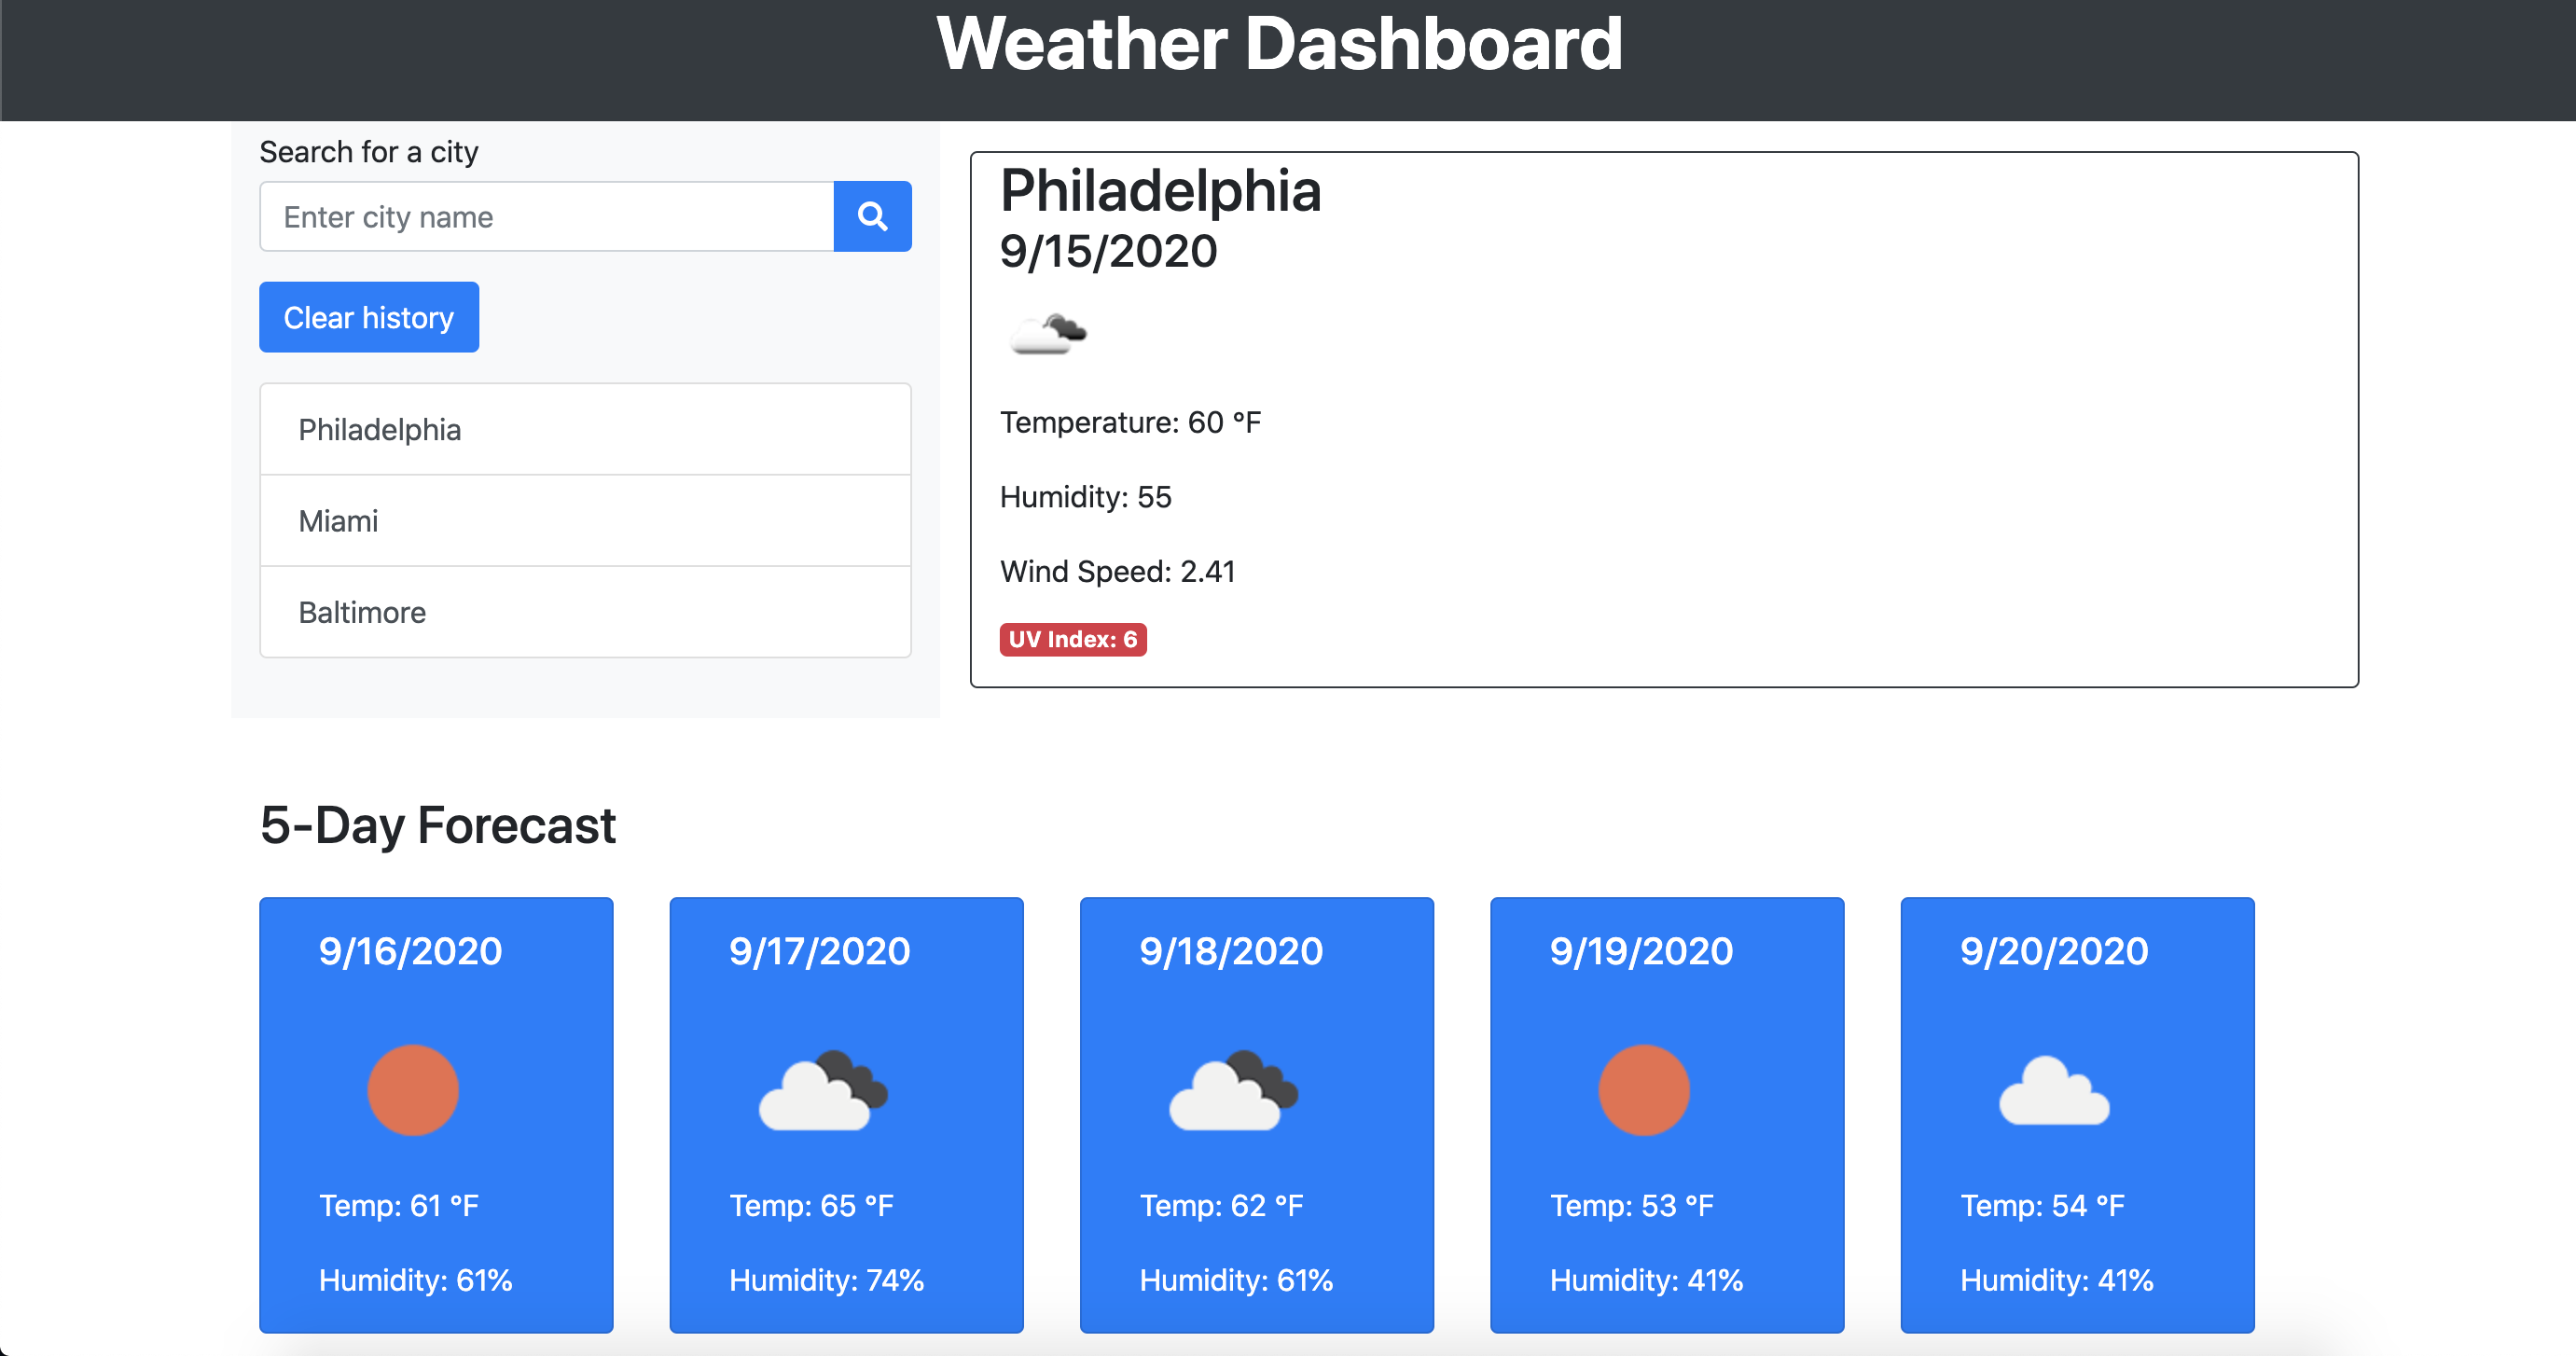 Weather Dashboard
Search for a city
Enter city name
Clear history
Philadelphia
Miami
Baltimore
Philadelphia
9/15/2020
Temperature: 60 °F
Humidity: 55
Wind Speed: 2.41
UV Index: 6
5-Day Forecast
9/16/2020
Temp: 61 °F
Humidity: 61%
9/17/2020
Temp: 65 °F
Humidity: 74%
9/18/2020
Temp: 62 °F
Humidity: 61%
9/19/2020
Temp: 53 °F
Humidity: 41%
9/20/2020
Temp: 54 °F
Humidity: 41%